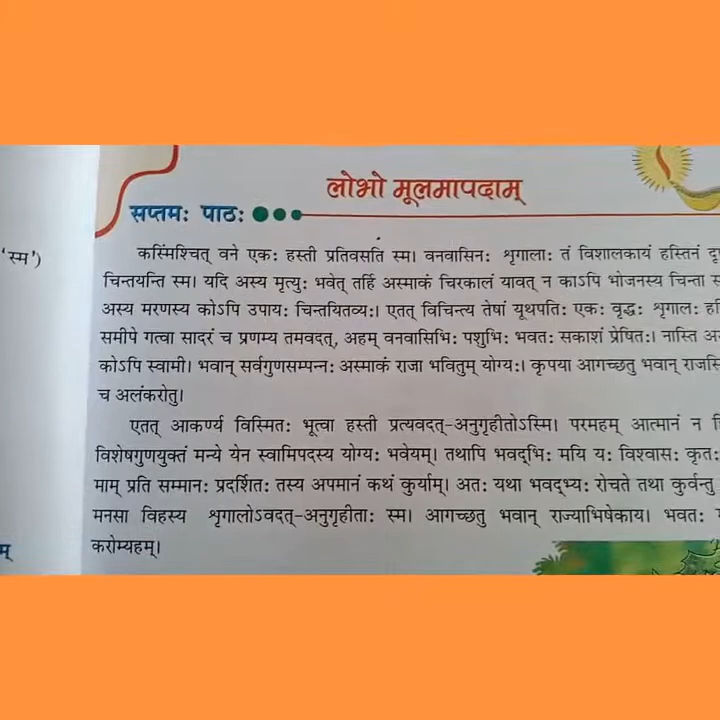 लोभो मूलमापदाम्
सप्तमः पाठः
'स्म')
कस्मिंश्चित् वने एकः हस्ती प्रतिवसति स्म। वनवासिनः शृगालाः तं विशालकायं हस्तिनं
चिन्तयन्ति स्म। यदि अस्य मृत्युः भवेत् तर्हि अस्माकं चिरकालं यावत् न काऽपि भोजनस्य चिन्ता
अस्य मरणस्य कोऽपि उपायः चिन्तयितव्यः। एतत् विचिन्त्य तेषां यूथपतिः एकः वृद्धः शृगालः
समीपे गत्वा सादरं च प्रणम्य तमवदत्, अहम् वनवासिभिः पशुभिः भवतः सकाशं प्रेषितः। नास्ति
कोऽपि स्वामी। भवान् सर्वगुणसम्पन्नः अस्माकं राजा भवितुम् योग्यः। कृपया आगच्छतु भवान्
च अलंकरोतु।
एतत् आकर्ण्य विस्मितः भूत्वा हस्ती प्रत्यवदत्-अनुगृहीतोऽस्मि। परमहम् आत्मानं न
विशेषगुणयुक्तं मन्ये येन स्वामिपदस्य योग्यः भवेयम्। तथापि भवद्भिः मयि यः विश्वासः कृतः
माम् प्रति सम्मानः प्रदर्शितः तस्य अपमानं कथं कुर्याम्। अतः यथा भवद्भ्यः रोचते तथा कुर्वन्तु
मनसा विहस्य शृगालोऽवदत्-अनुगृहीताः स्मः। आगच्छतु भवान् राज्याभिषेकाय। भवतः
करोम्यहम्।